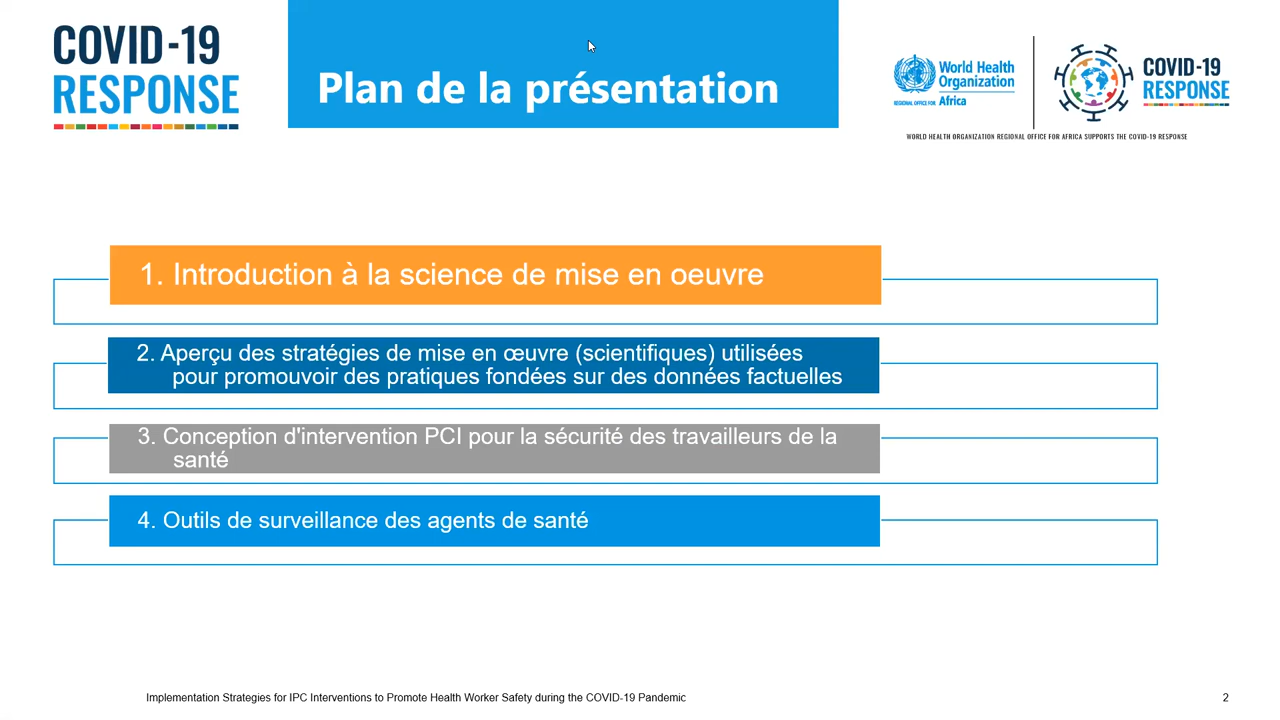 COVID-19
RESPONSE
Plan de la présentation
World Health
Organization
REGIONAL OFFICE FOR Africa
COVID-19
RESPONSE
WORLD HEALTH ORGANIZATION REGIONAL OFFICE FOR AFRICA SUPPORTS THE COVID-19 RESPONSE
1. Introduction à la science de mise en oeuvre
2. Aperçu des stratégies de mise en œuvre (scientifiques) utilisées
pour promouvoir des pratiques fondées sur des données factuelles
3. Conception d'intervention PCI pour la sécurité des travailleurs de la
santé
4. Outils de surveillance des agents de santé
Implementation Strategies for IPC Interventions to Promote Health Worker Safety during the COVID-19 Pandemic
2